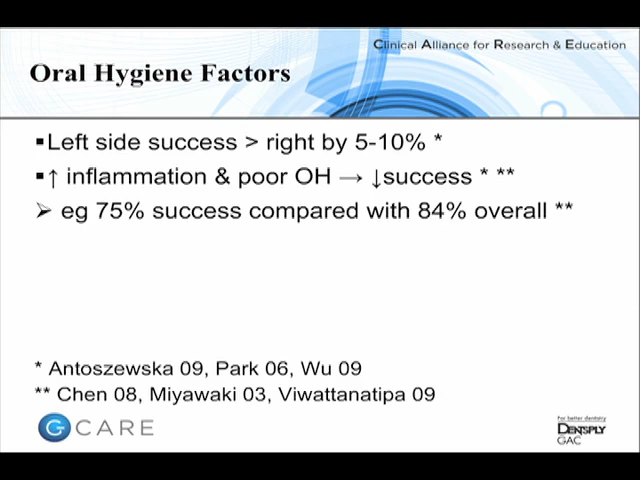 Clinical Alliance for Research & Education
Oral Hygiene Factors
▪Left side success > right by 5-10% *
▪↑ inflammation & poor OH → ↓success * **
➢ eg 75% success compared with 84% overall **
* Antoszewska 09, Park 06, Wu 09
** Chen 08, Miyawaki 03, Viwattanatipa 09
G CARE
For better dentistry
DENTSPLY
GAC